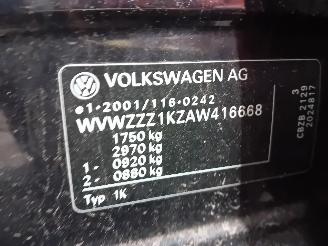 VOLKSWAGEN AG
e1*2001/116*0242
WVWZZZ1KZAW416668
1750 kg
2970 kg
1- 0920 kg
2- 0880 kg
Typ 1K
3
CBZB 2129
2024817